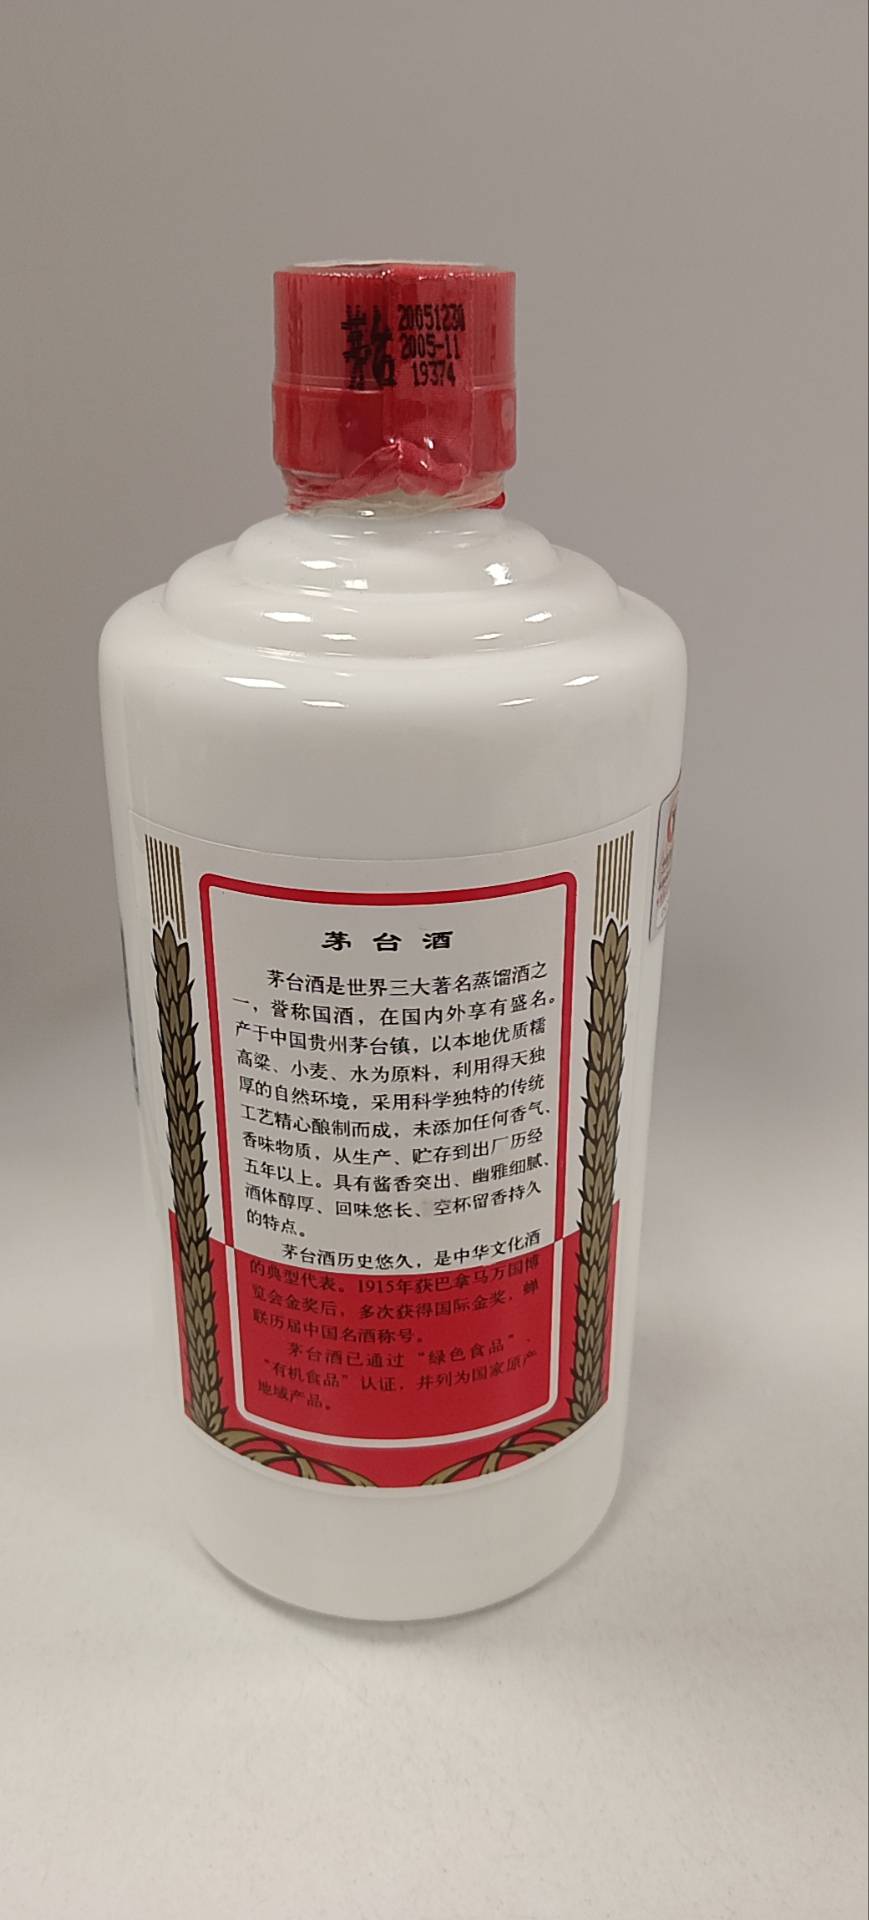 茅台
20051230
2005-11
19374
茅台酒
茅台酒是世界三大著名蒸馏酒之
一，誉称国酒，在国内外享有盛名。
产于中国贵州茅台镇，以本地优质糯
高粱、小麦、水为原料，利用得天独
厚的自然环境，采用科学独特的传统
工艺精心酿制而成，未添加任何香气、
香味物质，从生产、贮存到出厂历经
五年以上。具有酱香突出、幽雅细腻、
酒体醇厚、回味悠长、空杯留香持久
的特点。
茅台酒历史悠久，是中华文化酒
的典型代表。1915年获巴拿马万国博
览会金奖后，多次获得国际金奖，蝉
联历届中国名酒称号。
茅台酒已通过“绿色食品”、
“有机食品”认证，并列为国家原产
地域产品。